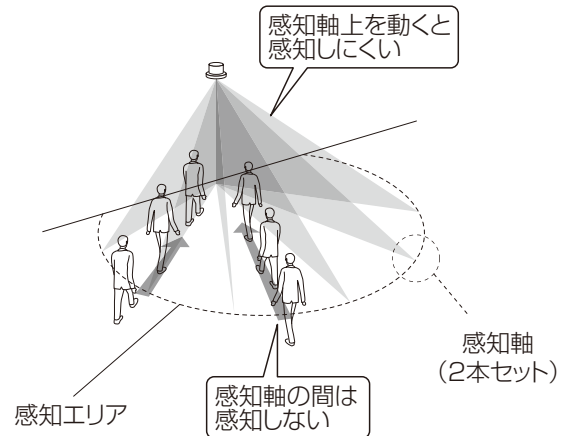 感知軸上を動くと
感知しにくい
感知軸
（2本セット）
感知エリア
感知軸の間は
感知しない